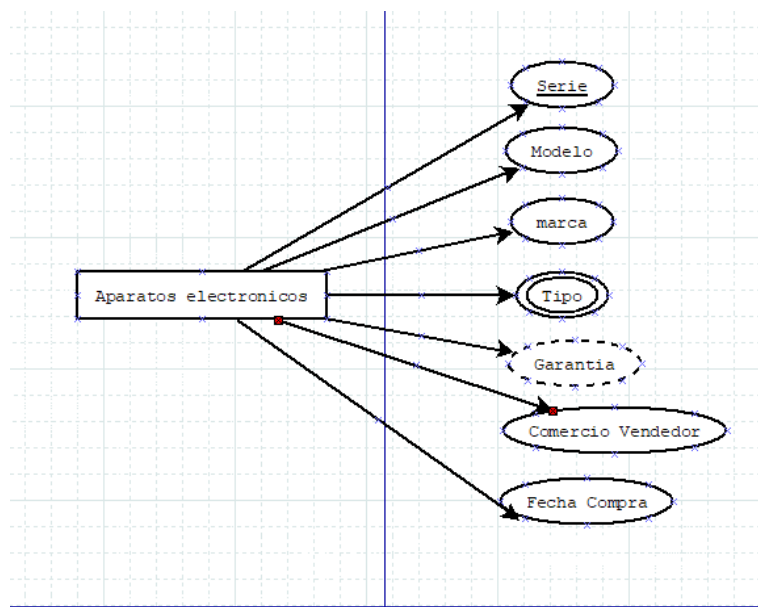 Serie
Modelo
marca
Aparatos electronicos
Tipo
Garantia
Comercio Vendedor
Fecha Compra